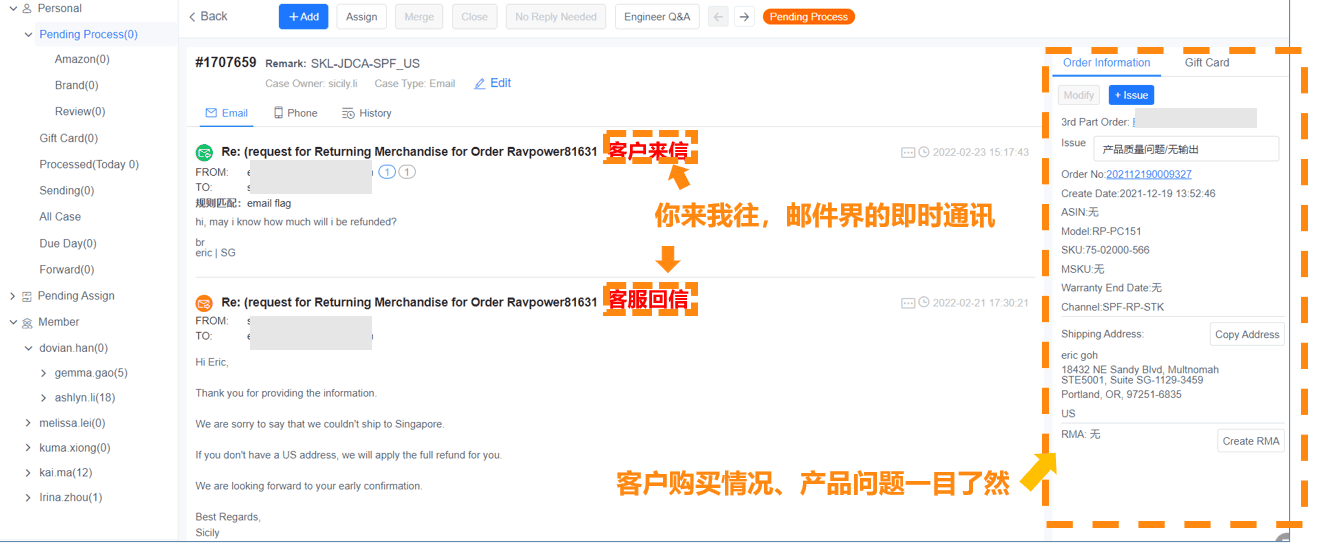 Personal
Pending Process(0)
Amazon(0)
Brand(0)
Review(0)
Gift Card(0)
Processed(Today 0)
Sending(0)
All Case
Due Day(0)
Forward(0)
Pending Assign
Member
dovian.han(0)
gemma.gao(5)
ashlyn.li(18)
melissa.lei(0)
kuma.xiong(0)
kai.ma(12)
Irina.zhou(1)
Back
+Add
Assign
Merge
Close
No Reply Needed
Engineer Q&A
Pending Process
#1707659 Remark: SKL-JDCA-SPF_US
Case Owner: sicily.li Case Type: Email Edit
Email Phone History
Re: (request for Returning Merchandise for Order Ravpower81631 客户来信 2022-02-23 15:17:43
FROM: 1 1
TO:
规则匹配: email flag
hi, may i know how much will i be refunded?
br
eric | SG
你来我往，邮件界的即时通讯
Re: (request for Returning Merchandise for Order Ravpower81631 客服回信 2022-02-21 17:30:21
FROM:
TO:
Hi Eric,
Thank you for providing the information.
We are sorry to say that we couldn't ship to Singapore.
If you don't have a US address, we will apply the full refund for you.
We are looking forward to your early confirmation.
Best Regards,
Sicily
客户购买情况、产品问题一目了然
Order Information Gift Card
Modify + Issue
3rd Part Order:
Issue 产品质量问题/无输出
Order No:202112190009327
Create Date:2021-12-19 13:52:46
ASIN:无
Model:RP-PC151
SKU:75-02000-566
MSKU:无
Warranty End Date:无
Channel:SPF-RP-STK
Shipping Address: Copy Address
eric goh
18432 NE Sandy Blvd, Multnomah
STE5001, Suite SG-1129-3459
Portland, OR, 97251-6835
US
RMA: 无 Create RMA